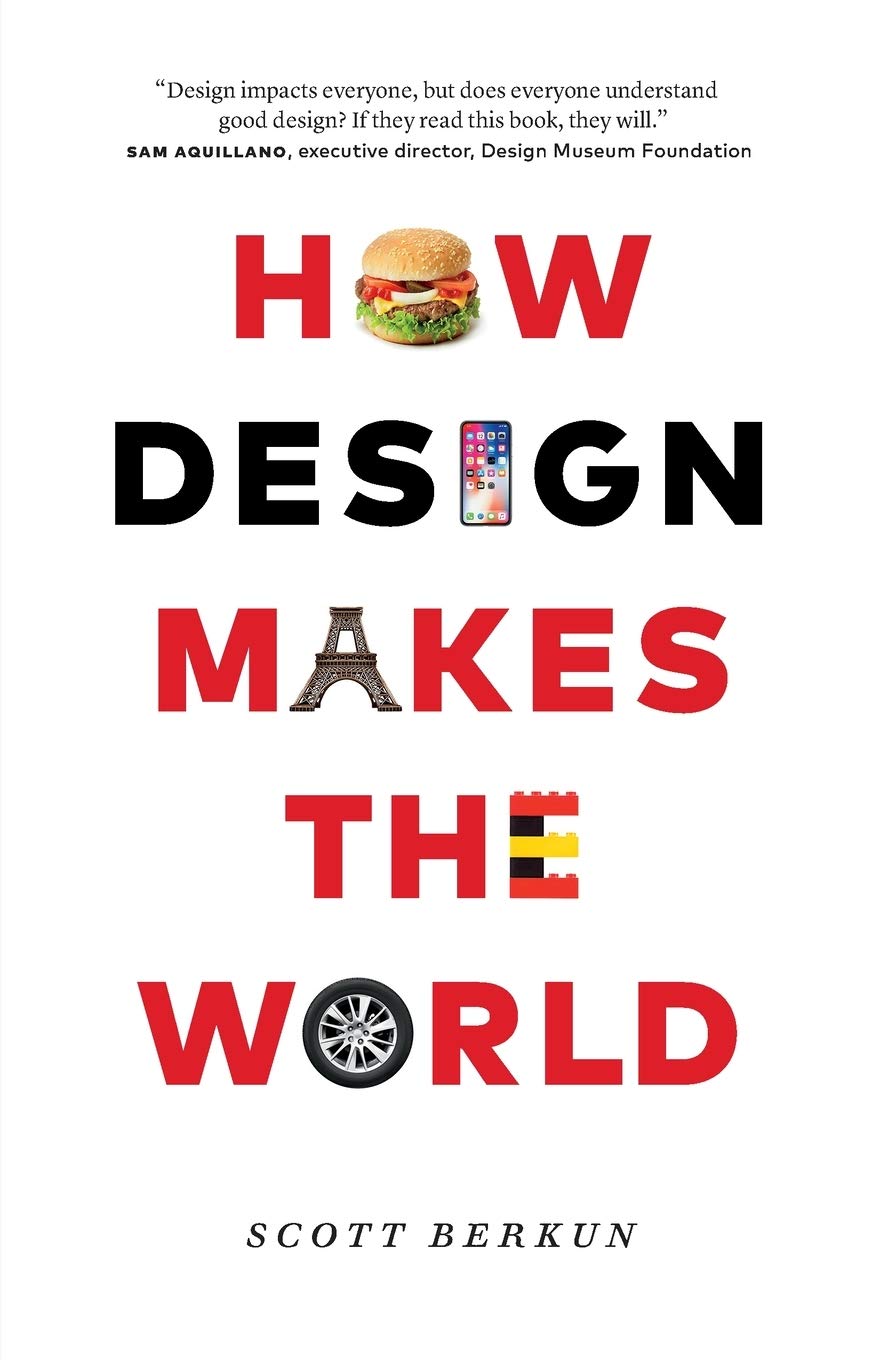 “Design impacts everyone, but does everyone understand
good design? If they read this book, they will.”
SAM AQUILLANO, executive director, Design Museum Foundation
HOW
DESIGN
MAKES
THE
WORLD
SCOTT BERKUN